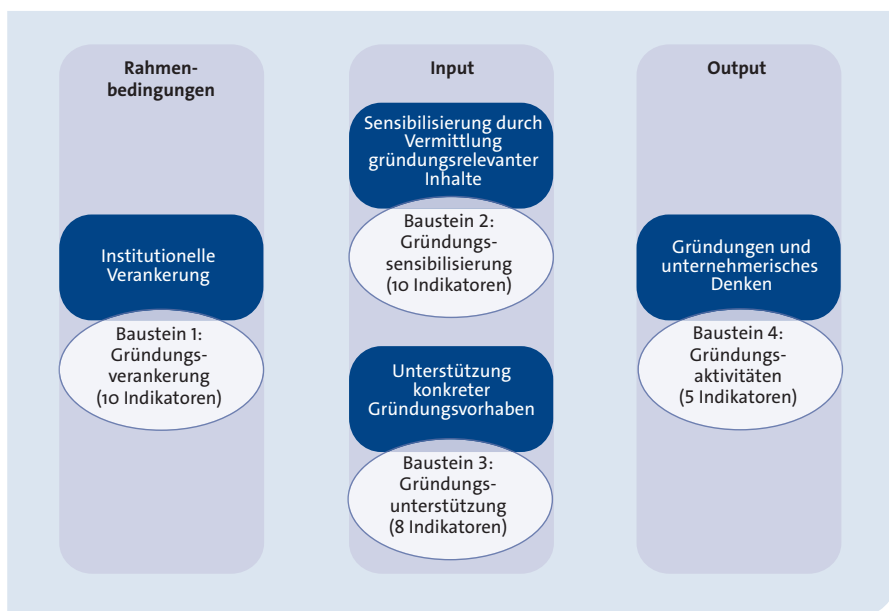 Rahmen-
bedingungen
Institutionelle
Verankerung
Baustein 1:
Gründungs-
verankerung
(10 Indikatoren)
Input
Sensibilisierung durch
Vermittlung
gründungsrelevanter
Inhalte
Baustein 2:
Gründungs-
sensibilisierung
(10 Indikatoren)
Unterstützung
konkreter
Gründungsvorhaben
Baustein 3:
Gründungs-
unterstützung
(8 Indikatoren)
Output
Gründungen und
unternehmerisches
Denken
Baustein 4:
Gründungs-
aktivitäten
(5 Indikatoren)